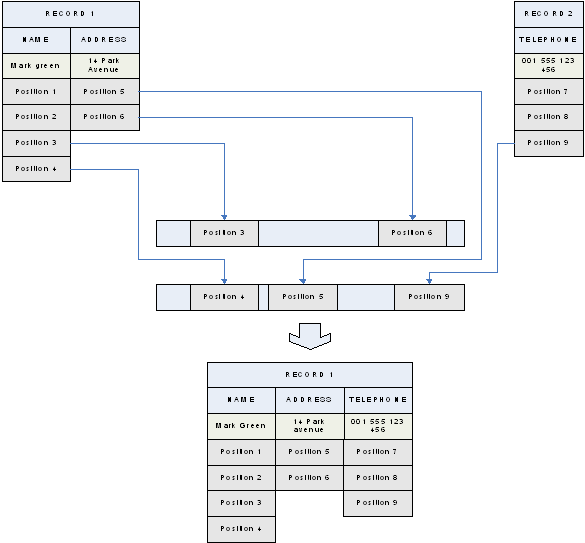 RECORD 1
RECORD 2
NAME ADDRESS
TELEPHONE
Mark green
14 Park
Avenue
001 555 123
456
Position 1 Position 5
Position 7
Position 2 Position 6
Position 8
Position 3
Position 9
Position 4
Position 3 Position 6
Position 4 Position 5 Position 9
RECORD 1
NAME ADDRESS TELEPHONE
Mark Green
14 Park
avenue
001 555 123
456
Position 1 Position 5 Position 7
Position 2 Position 6 Position 8
Position 3 Position 9
Position 4